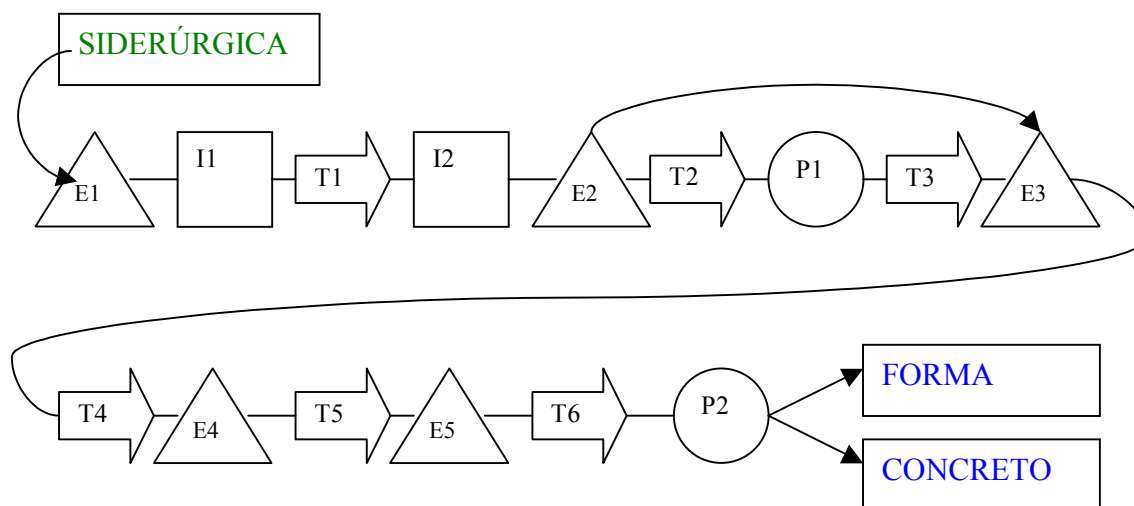 SIDERÚRGICA
E1
I1
T1
I2
E2
T2
P1
T3
E3
T4
E4
T5
E5
T6
P2
FORMA
CONCRETO